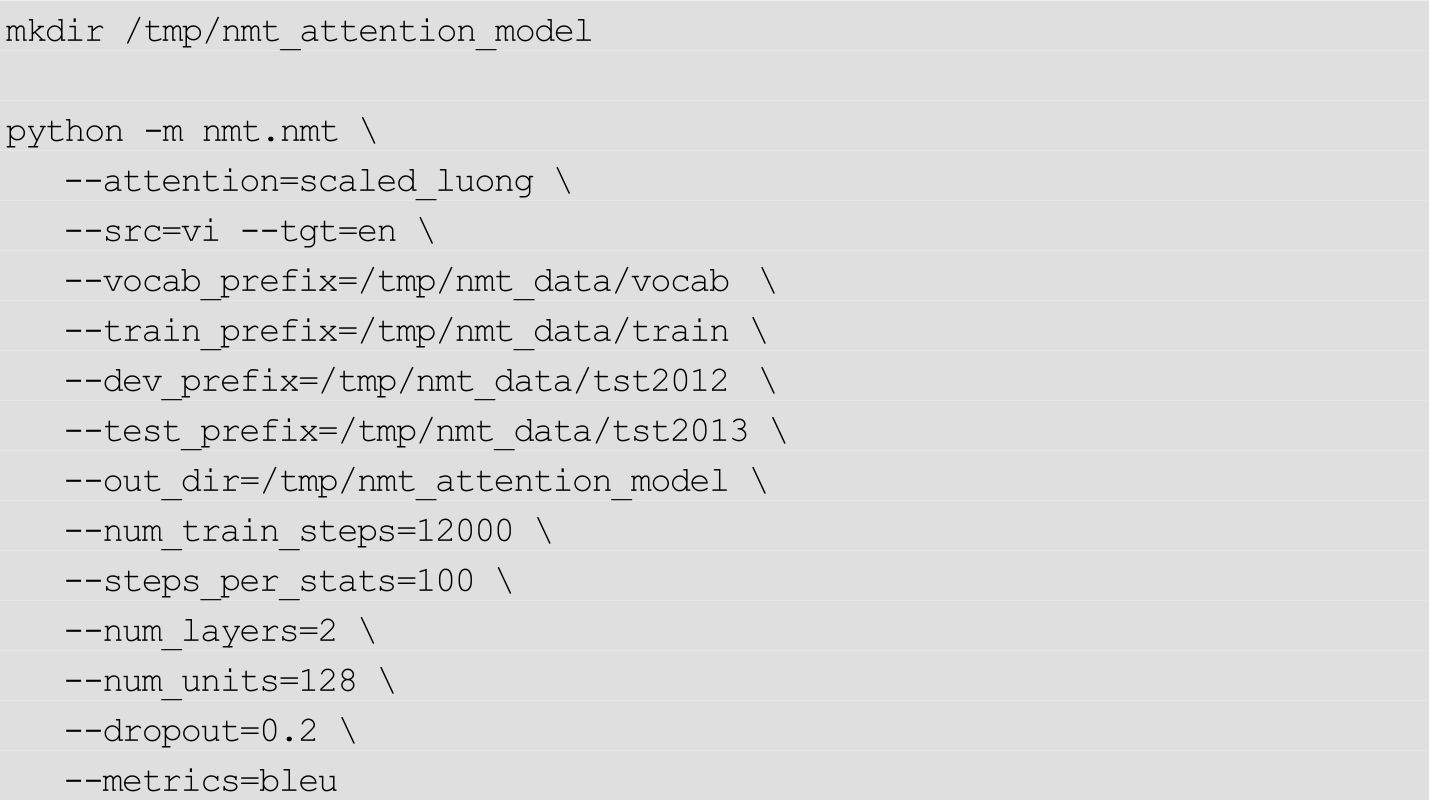 mkdir /tmp/nmt_attention_model
python -m nmt.nmt \
--attention=scaled_luong \
--src=vi --tgt=en \
--vocab_prefix=/tmp/nmt_data/vocab \
--train_prefix=/tmp/nmt_data/train \
--dev_prefix=/tmp/nmt_data/tst2012 \
--test_prefix=/tmp/nmt_data/tst2013 \
--out_dir=/tmp/nmt_attention_model \
--num_train_steps=12000 \
--steps_per_stats=100 \
--num_layers=2 \
--num_units=128 \
--dropout=0.2 \
--metrics=bleu